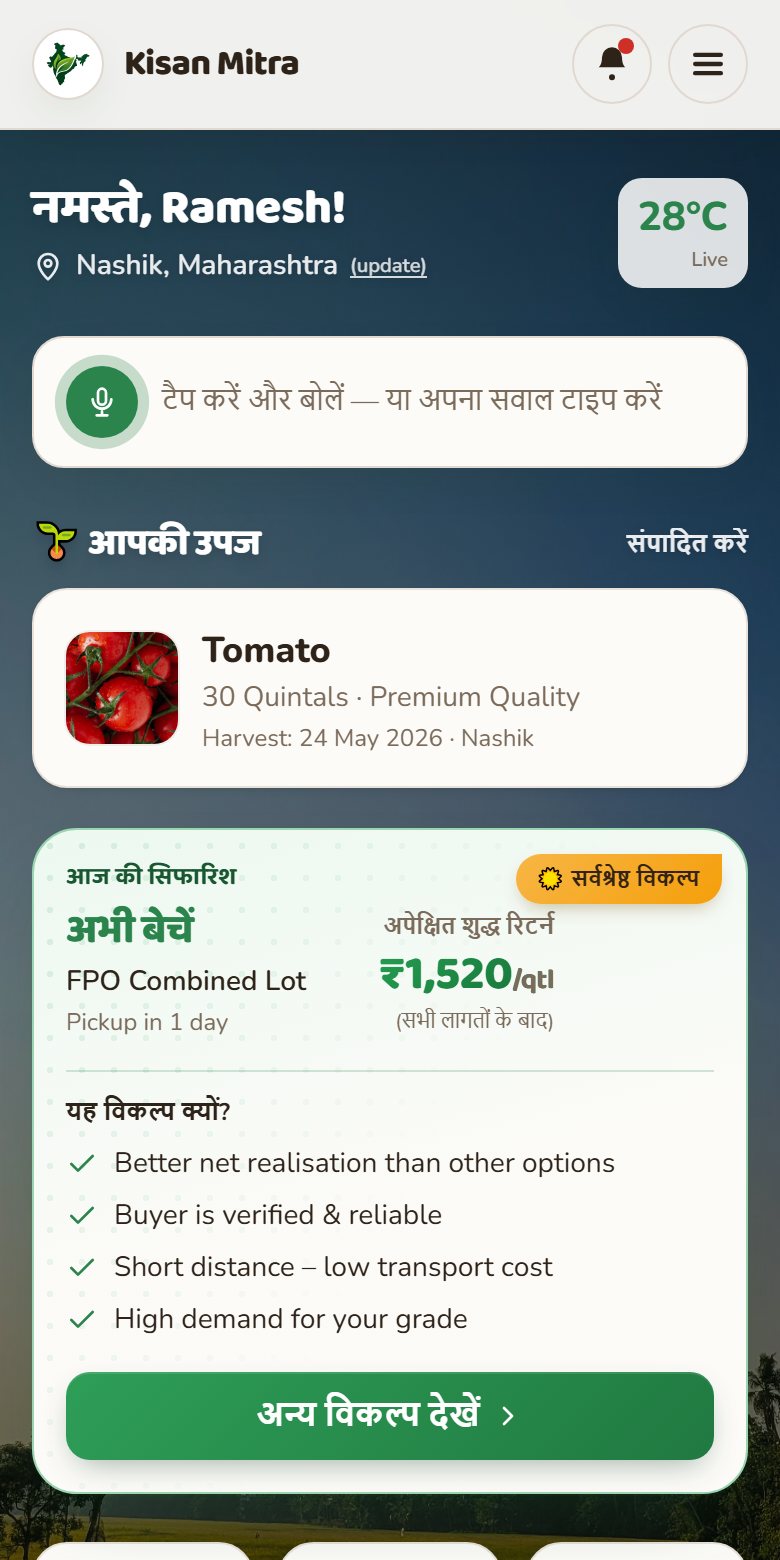 Kisan Mitra
नमस्ते, Ramesh!
Nashik, Maharashtra (update)
28°C
Live
टैप करें और बोलें — या अपना सवाल टाइप करें
आपकी उपज
संपादित करें
Tomato
30 Quintals · Premium Quality
Harvest: 24 May 2026 · Nashik
आज की सिफारिश
सर्वश्रेष्ठ विकल्प
अभी बेचें
FPO Combined Lot
Pickup in 1 day
अपेक्षित शुद्ध रिटर्न
₹1,520/qtl
(सभी लागतों के बाद)
यह विकल्प क्यों?
Better net realisation than other options
Buyer is verified & reliable
Short distance – low transport cost
High demand for your grade
अन्य विकल्प देखें